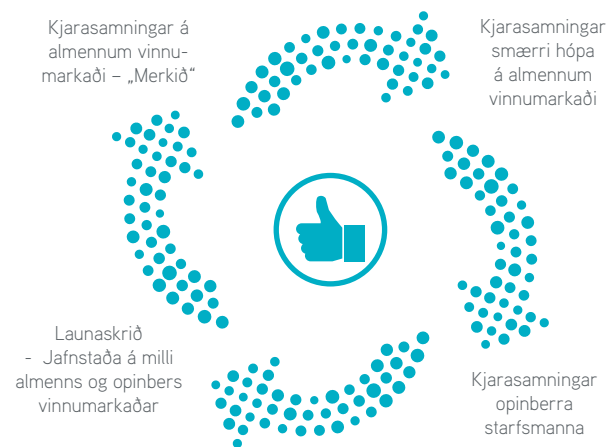 Kjarasamningar á
almennum vinnu-
markaði – „Merkið“
Kjarasamningar
smærri hópa
á almennum
vinnumarkaði
Launaskrið
- Jafnstaða á milli
almenns og opinbers
vinnumarkaðar
Kjarasamningar
opinberra
starfsmanna